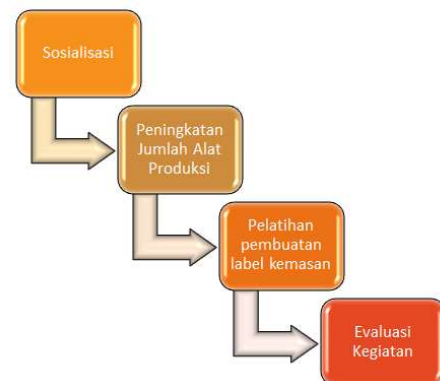 Sosialisasi
Peningkatan
Jumlah Alat
Produksi
Pelatihan
pembuatan
label kemasan
Evaluasi
Kegiatan